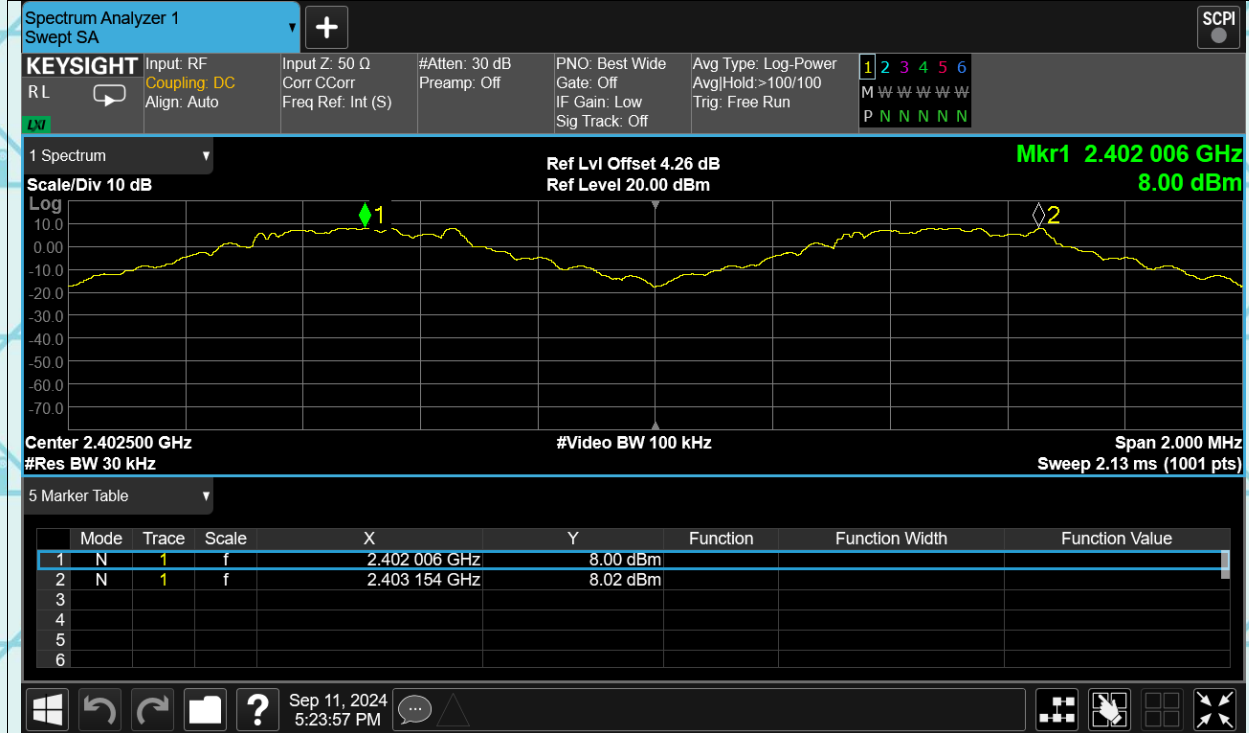 Spectrum Analyzer 1
Swept SA
SCPI
KEYSIGHT
R L
LXI
Input: RF
Coupling: DC
Align: Auto
Input Z: 50 Ω
Corr CCorr
Freq Ref: Int (S)
#Atten: 30 dB
Preamp: Off
PNO: Best Wide
Gate: Off
IF Gain: Low
Sig Track: Off
Avg Type: Log-Power
Avg|Hold:>100/100
Trig: Free Run
1 2 3 4 5 6
M W W W W W
P N N N N N
1 Spectrum
Scale/Div 10 dB
Ref Lvl Offset 4.26 dB
Ref Level 20.00 dBm
Mkr1 2.402 006 GHz
8.00 dBm
Log
10.0
0.00
-10.0
-20.0
-30.0
-40.0
-50.0
-60.0
-70.0
1
2
Center 2.402500 GHz
#Video BW 100 kHz
Span 2.000 MHz
#Res BW 30 kHz
Sweep 2.13 ms (1001 pts)
5 Marker Table
Mode Trace Scale X Y Function Function Width Function Value
1 N 1 f 2.402 006 GHz 8.00 dBm
2 N 1 f 2.403 154 GHz 8.02 dBm
3
4
5
6
?
Sep 11, 2024
5:23:57 PM